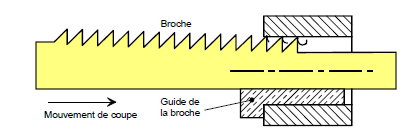 Broche
Guide de
la broche
Mouvement de coupe